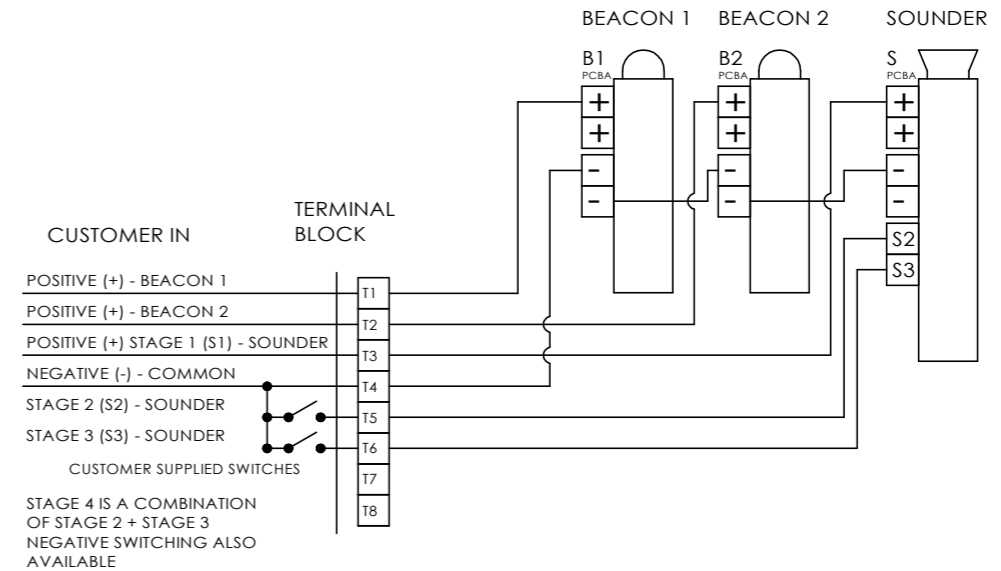 BEACON 1 BEACON 2 SOUNDER
B1 B2 S
PCBA PCBA PCBA
+ + +
+ + +
- - -
- - -
S2
S3
TERMINAL
BLOCK
CUSTOMER IN
POSITIVE (+) - BEACON 1
T1
POSITIVE (+) - BEACON 2
T2
POSITIVE (+) STAGE 1 (S1) - SOUNDER
T3
NEGATIVE (-) - COMMON
T4
STAGE 2 (S2) - SOUNDER
T5
STAGE 3 (S3) - SOUNDER
T6
CUSTOMER SUPPLIED SWITCHES
T7
STAGE 4 IS A COMBINATION
OF STAGE 2 + STAGE 3
T8
NEGATIVE SWITCHING ALSO
AVAILABLE